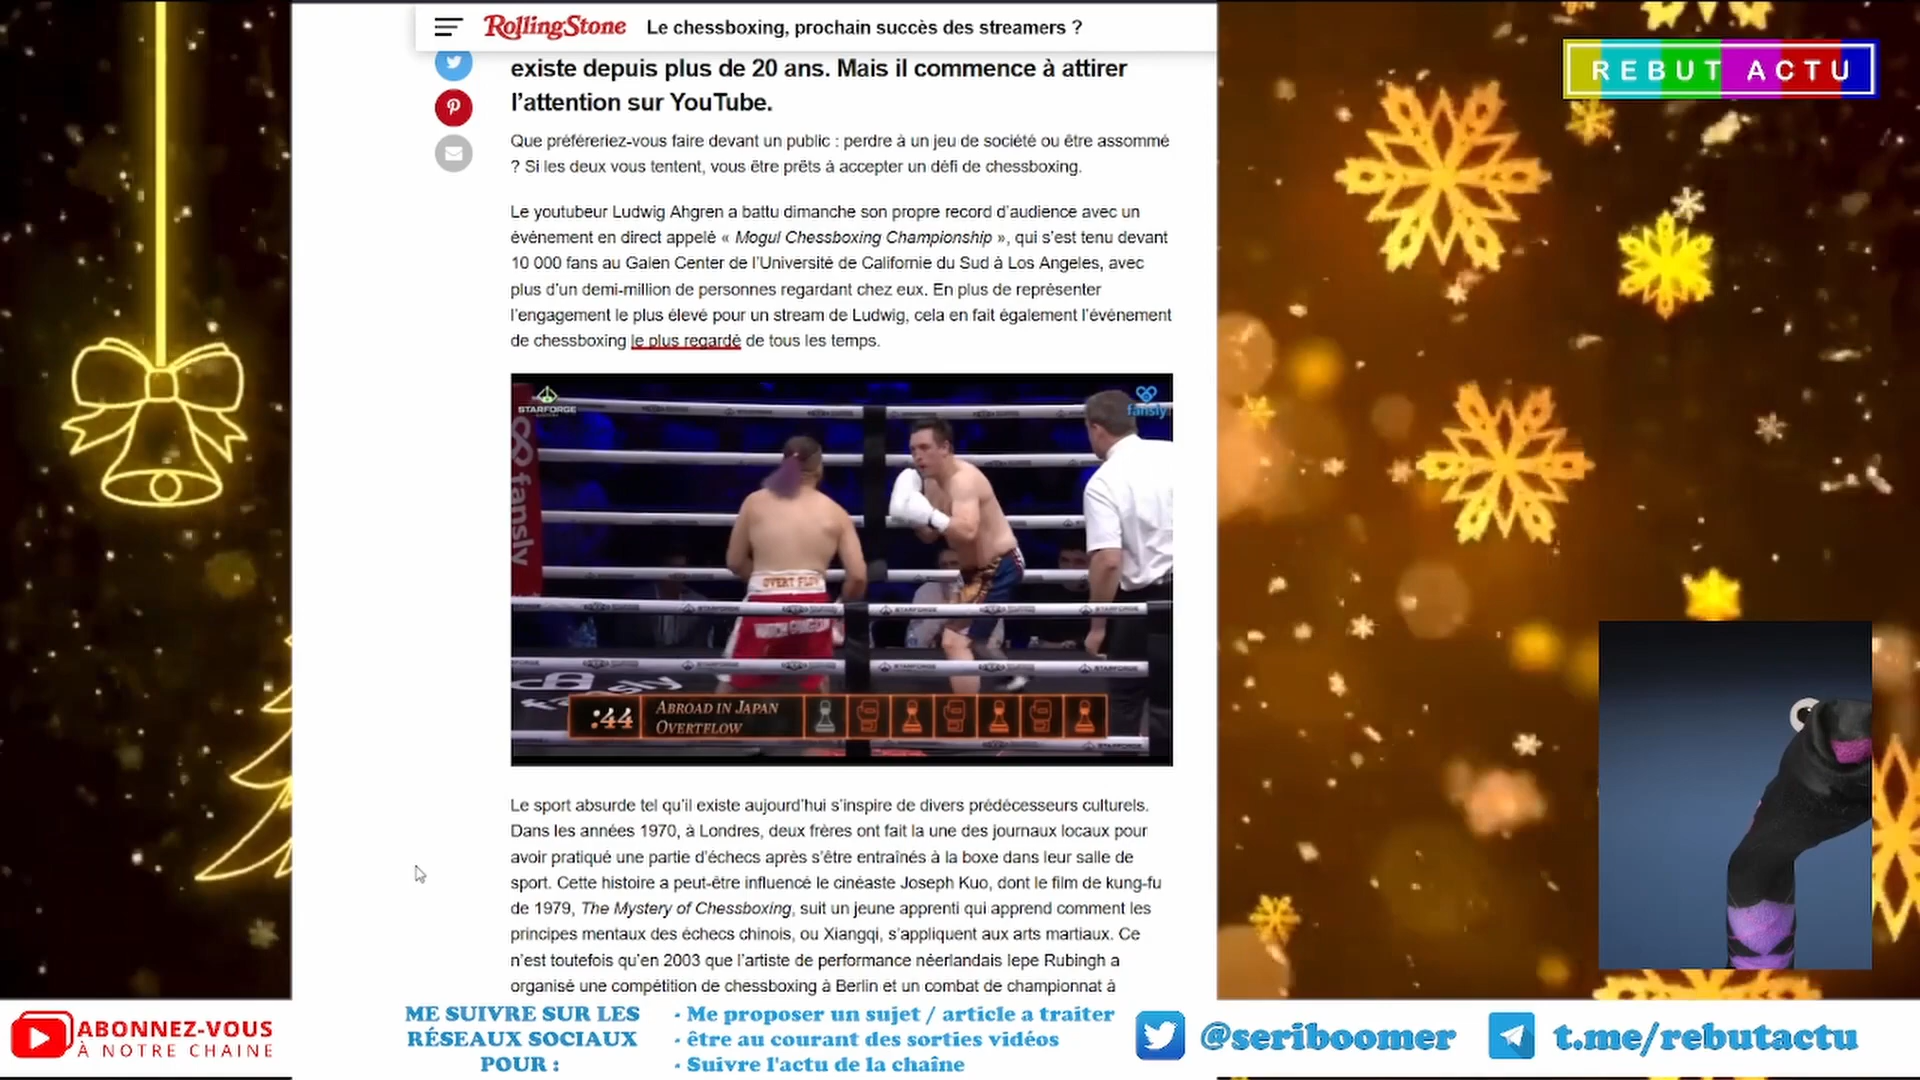 RollingStone Le chessboxing, prochain succès des streamers ?
REBUT ACTU
existe depuis plus de 20 ans. Mais il commence à attirer
l'attention sur YouTube.
Que préféreriez-vous faire devant un public : perdre à un jeu de société ou être assommé
? Si les deux vous tentent, vous être prêts à accepter un défi de chessboxing.
Le youtubeur Ludwig Ahgren a battu dimanche son propre record d'audience avec un
événement en direct appelé « Mogul Chessboxing Championship », qui s'est tenu devant
10 000 fans au Galen Center de l'Université de Californie du Sud à Los Angeles, avec
plus d'un demi-million de personnes regardant chez eux. En plus de représenter
l'engagement le plus élevé pour un stream de Ludwig, cela en fait également l'événement
de chessboxing le plus regardé de tous les temps.
STARFORGE
fansly
fansly
OVERTFLOW
STARFORGE
STARFORGE
STARFORGE
:44 ABROAD IN JAPAN
OVERTFLOW
STARFORGE
Le sport absurde tel qu'il existe aujourd'hui s'inspire de divers prédécesseurs culturels.
Dans les années 1970, à Londres, deux frères ont fait la une des journaux locaux pour
avoir pratiqué une partie d'échecs après s'être entraînés à la boxe dans leur salle de
sport. Cette histoire a peut-être influencé le cinéaste Joseph Kuo, dont le film de kung-fu
de 1979, The Mystery of Chessboxing, suit un jeune apprenti qui apprend comment les
principes mentaux des échecs chinois, ou Xiangqi, s'appliquent aux arts martiaux. Ce
n'est toutefois qu'en 2003 que l'artiste de performance néerlandais Iepe Rubingh a
organisé une compétition de chessboxing à Berlin et un combat de championnat à
ABONNEZ-VOUS
À NOTRE CHAINE
ME SUIVRE SUR LES
RÉSEAUX SOCIAUX
POUR :
- Me proposer un sujet / article a traiter
- être au courant des sorties vidéos
- Suivre l'actu de la chaîne
@seriboomer
t.me/rebutactu